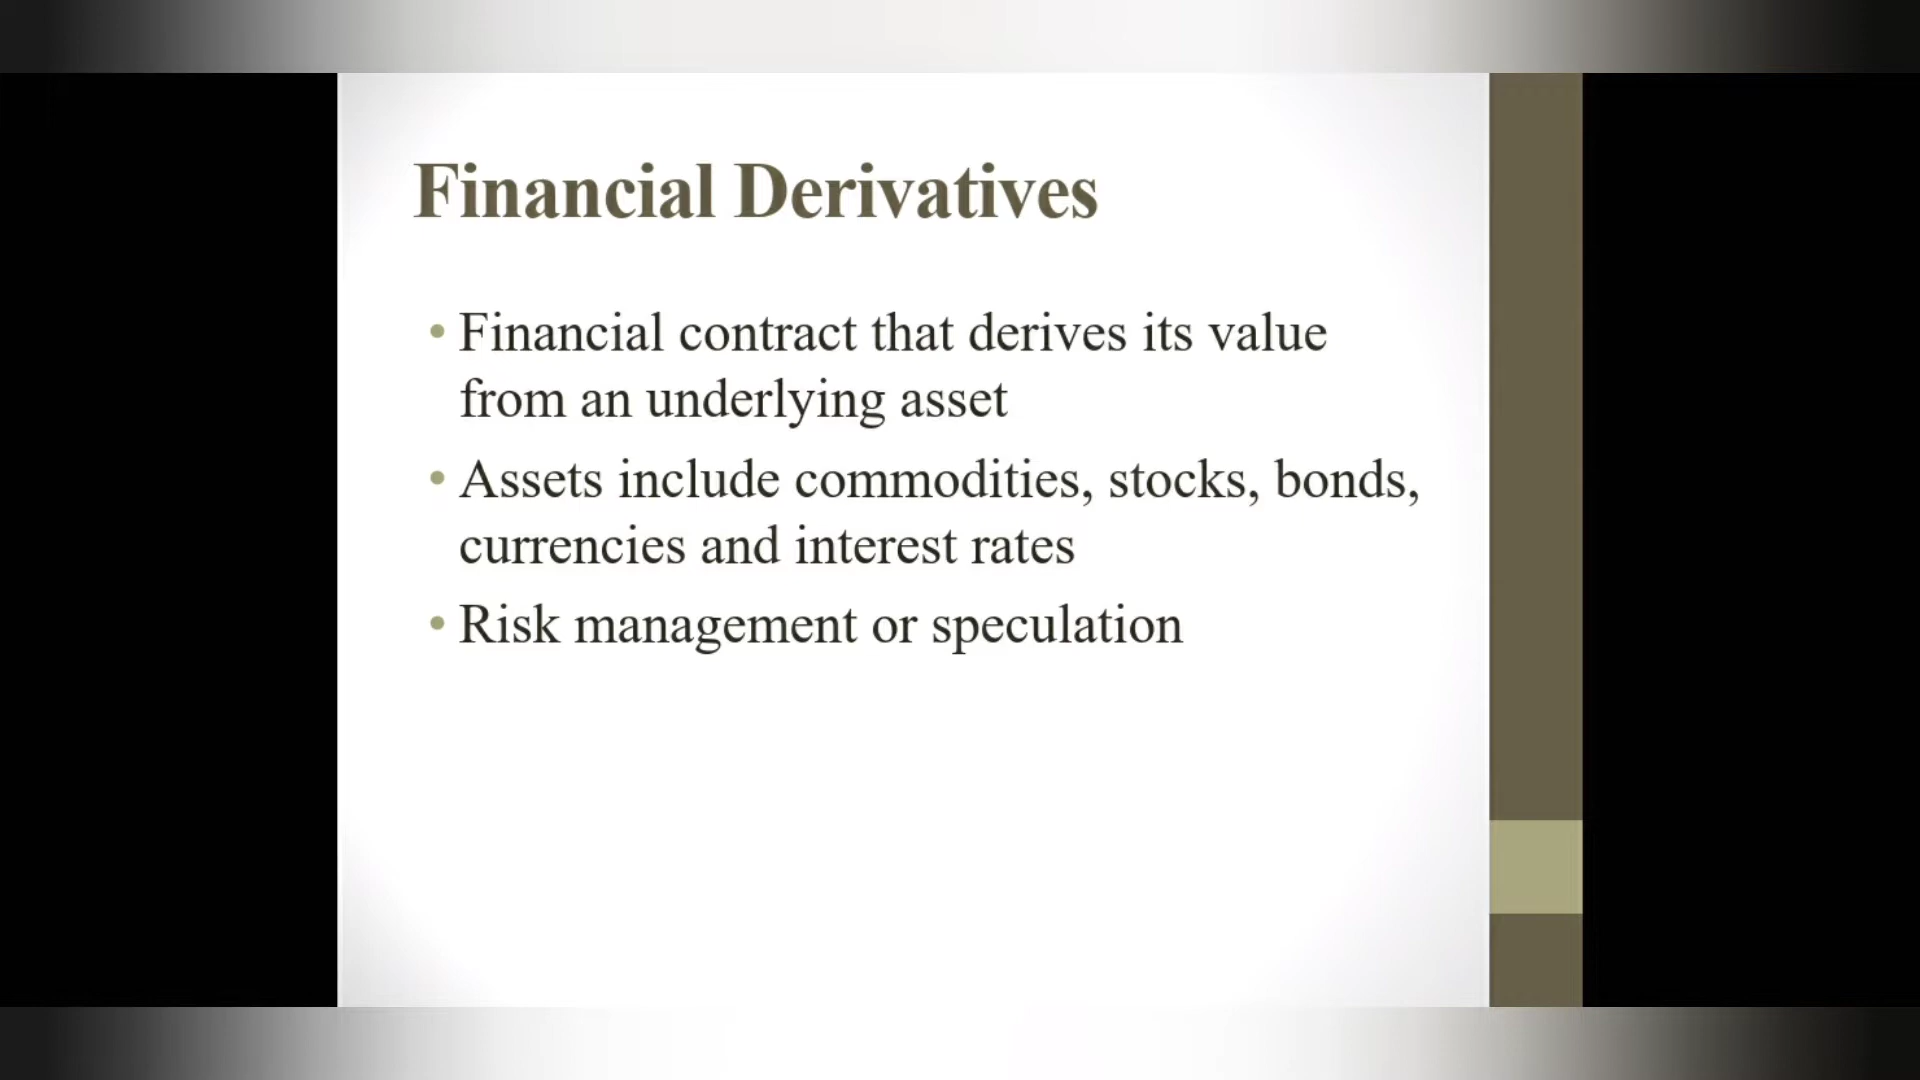 Financial Derivatives
• Financial contract that derives its value
from an underlying asset
• Assets include commodities, stocks, bonds,
currencies and interest rates
• Risk management or speculation